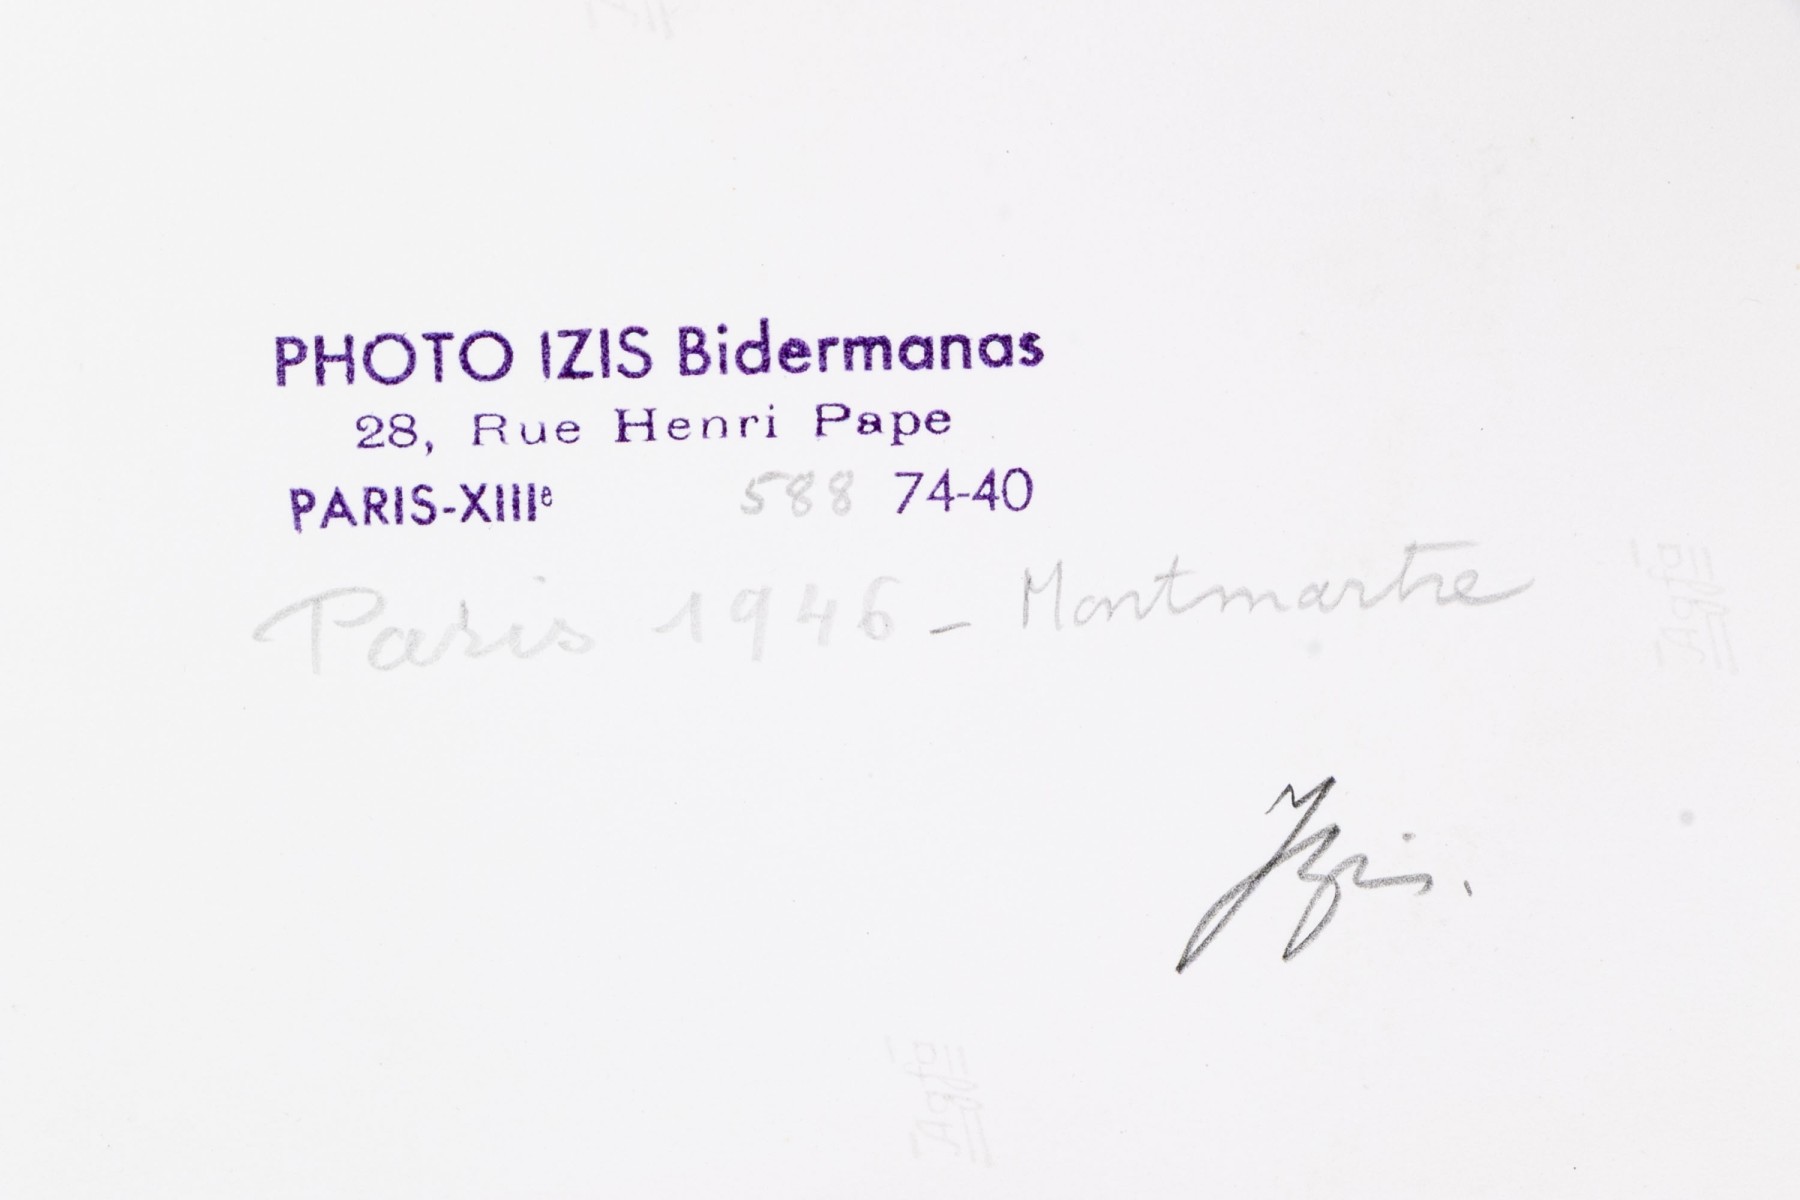 PHOTO IZIS Bidermanas
28, Rue Henri Pape
PARIS-XIIIe 588 74-40
Paris 1946 - Montmartre
Izis.